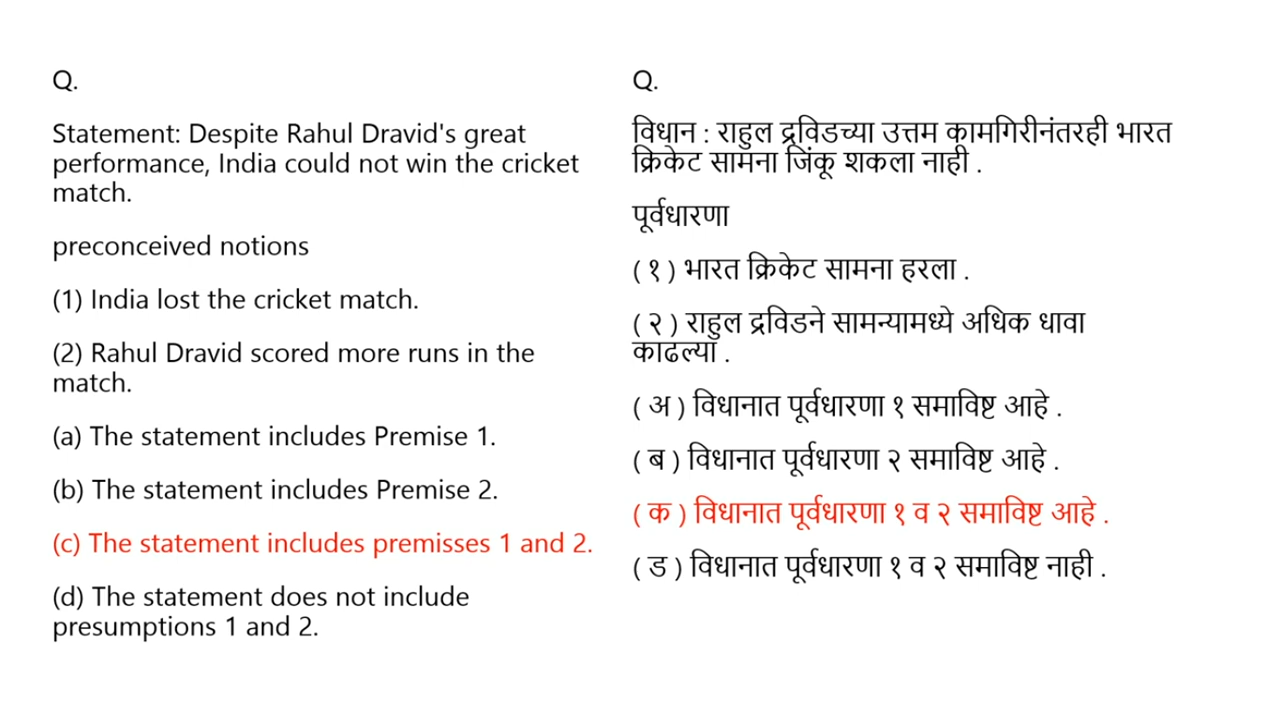 Q.
Statement: Despite Rahul Dravid's great
performance, India could not win the cricket
match.
preconceived notions
(1) India lost the cricket match.
(2) Rahul Dravid scored more runs in the
match.
(a) The statement includes Premise 1.
(b) The statement includes Premise 2.
(c) The statement includes premisses 1 and 2.
(d) The statement does not include
presumptions 1 and 2.
Q.
विधान : राहुल द्रविडच्या उत्तम कामगिरीनंतरही भारत
क्रिकेट सामना जिंकू शकला नाही .
पूर्वधारणा
( १ ) भारत क्रिकेट सामना हरला .
( २ ) राहुल द्रविडने सामन्यामध्ये अधिक धावा
काढल्या .
( अ ) विधानात पूर्वधारणा १ समाविष्ट आहे .
( ब ) विधानात पूर्वधारणा २ समाविष्ट आहे .
( क ) विधानात पूर्वधारणा १ व २ समाविष्ट आहे .
( ड ) विधानात पूर्वधारणा १ व २ समाविष्ट नाही .